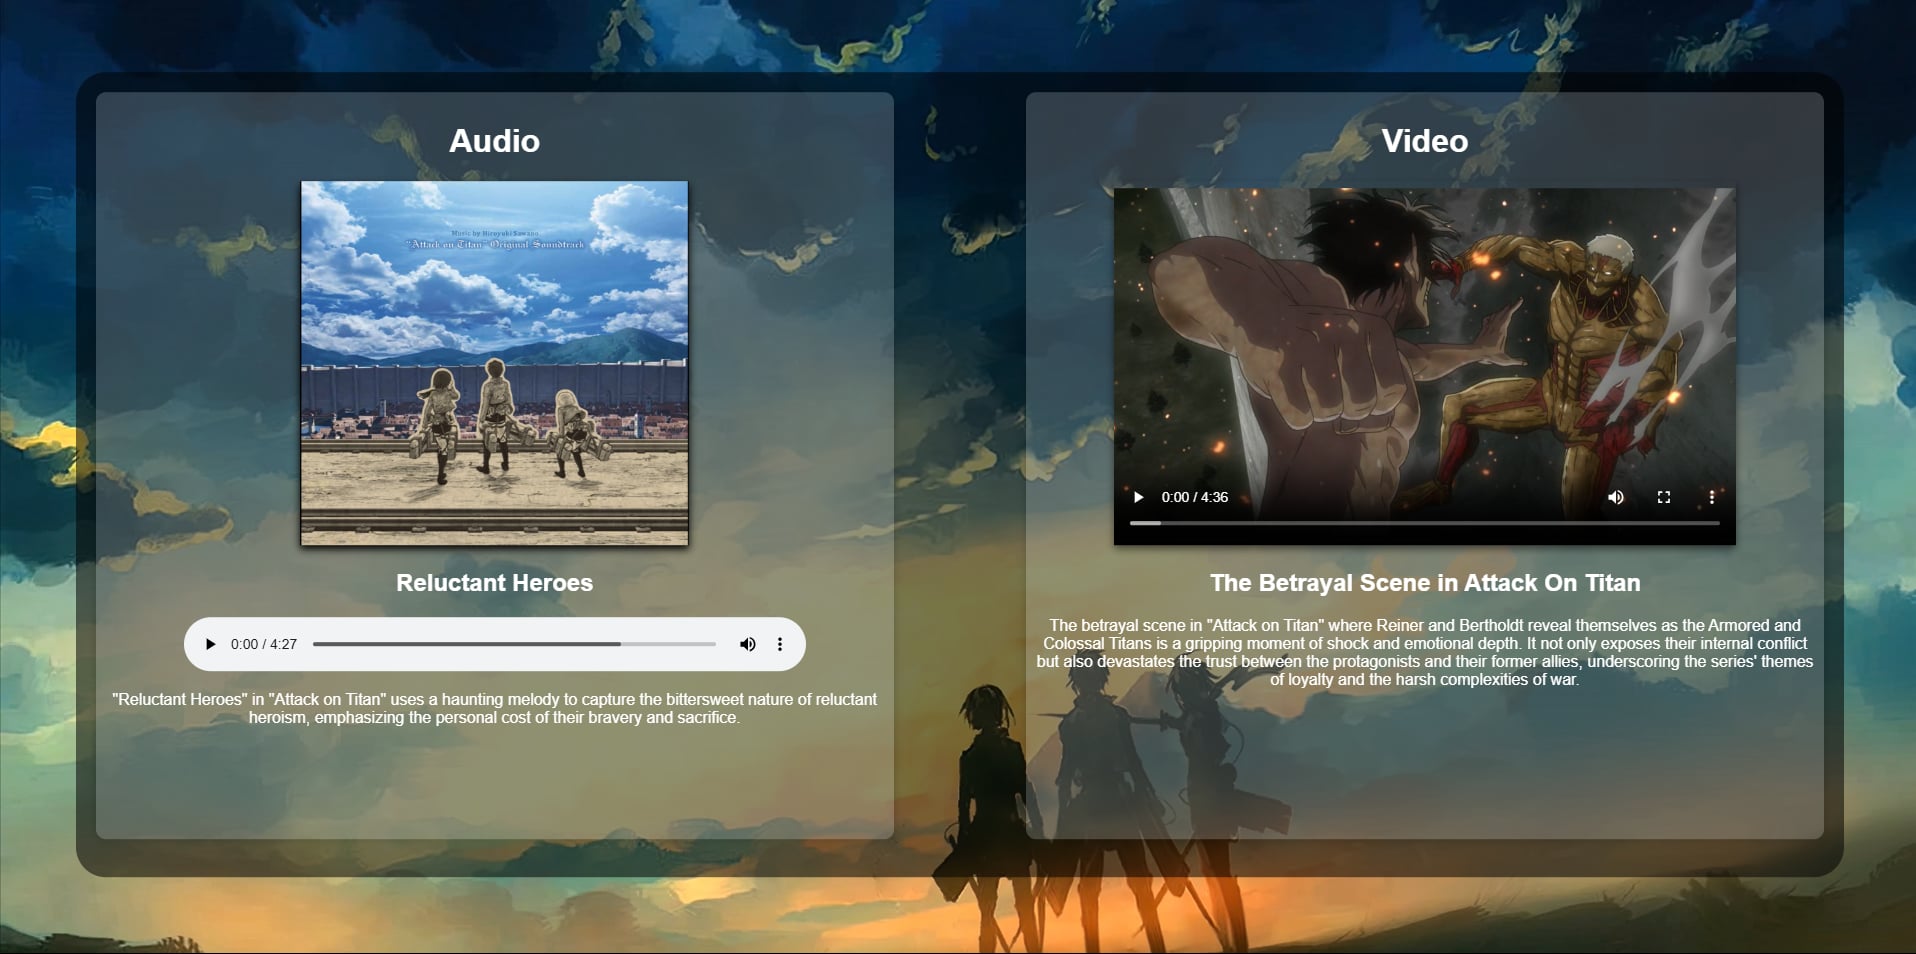 Audio
Music by Hiroyuki Sawano
"Attack on Titan" Original Soundtrack
Reluctant Heroes
0:00 / 4:27
"Reluctant Heroes" in "Attack on Titan" uses a haunting melody to capture the bittersweet nature of reluctant
heroism, emphasizing the personal cost of their bravery and sacrifice.
Video
0:00 / 4:36
The Betrayal Scene in Attack On Titan
The betrayal scene in "Attack on Titan" where Reiner and Bertholdt reveal themselves as the Armored and
Colossal Titans is a gripping moment of shock and emotional depth. It not only exposes their internal conflict
but also devastates the trust between the protagonists and their former allies, underscoring the series' themes
of loyalty and the harsh complexities of war.